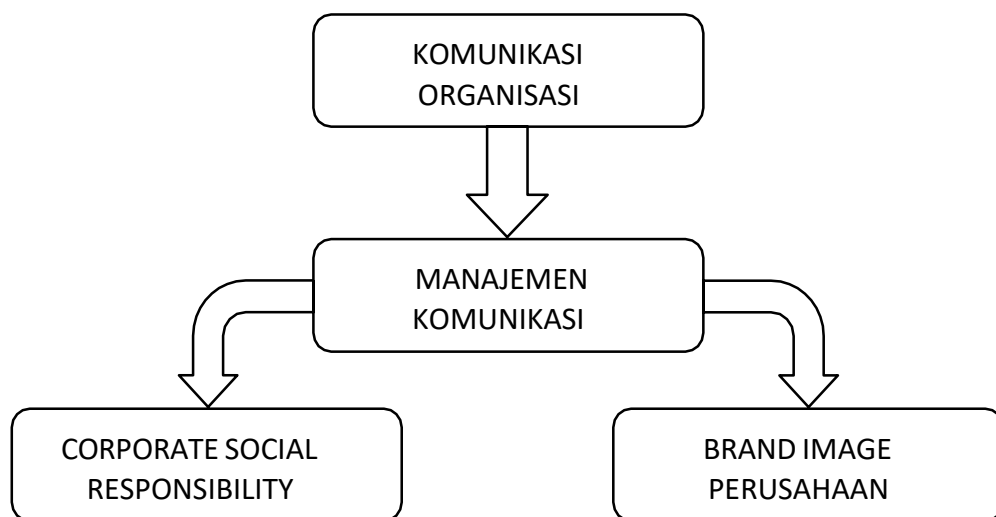 KOMUNIKASI
ORGANISASI
MANAJEMEN
KOMUNIKASI
CORPORATE SOCIAL
RESPONSIBILITY
BRAND IMAGE
PERUSAHAAN